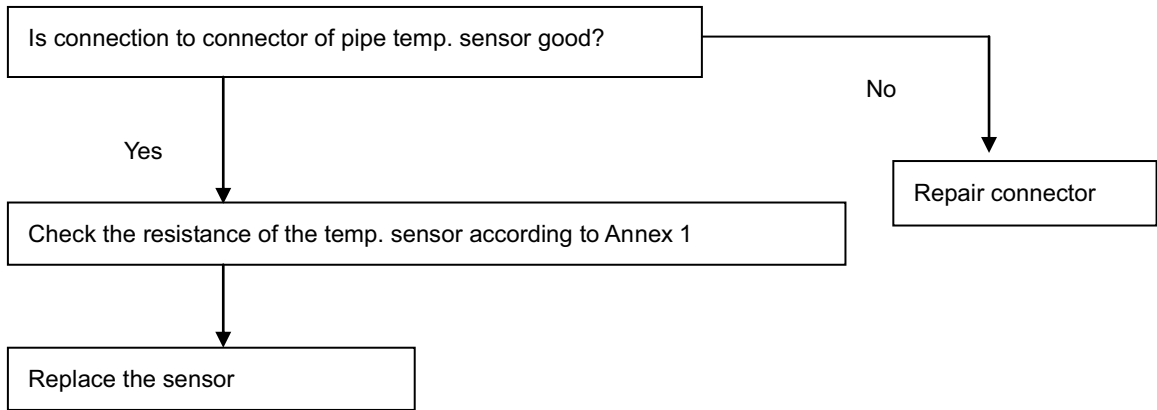 Is connection to connector of pipe temp. sensor good?
No
Yes
Repair connector
Check the resistance of the temp. sensor according to Annex 1
Replace the sensor